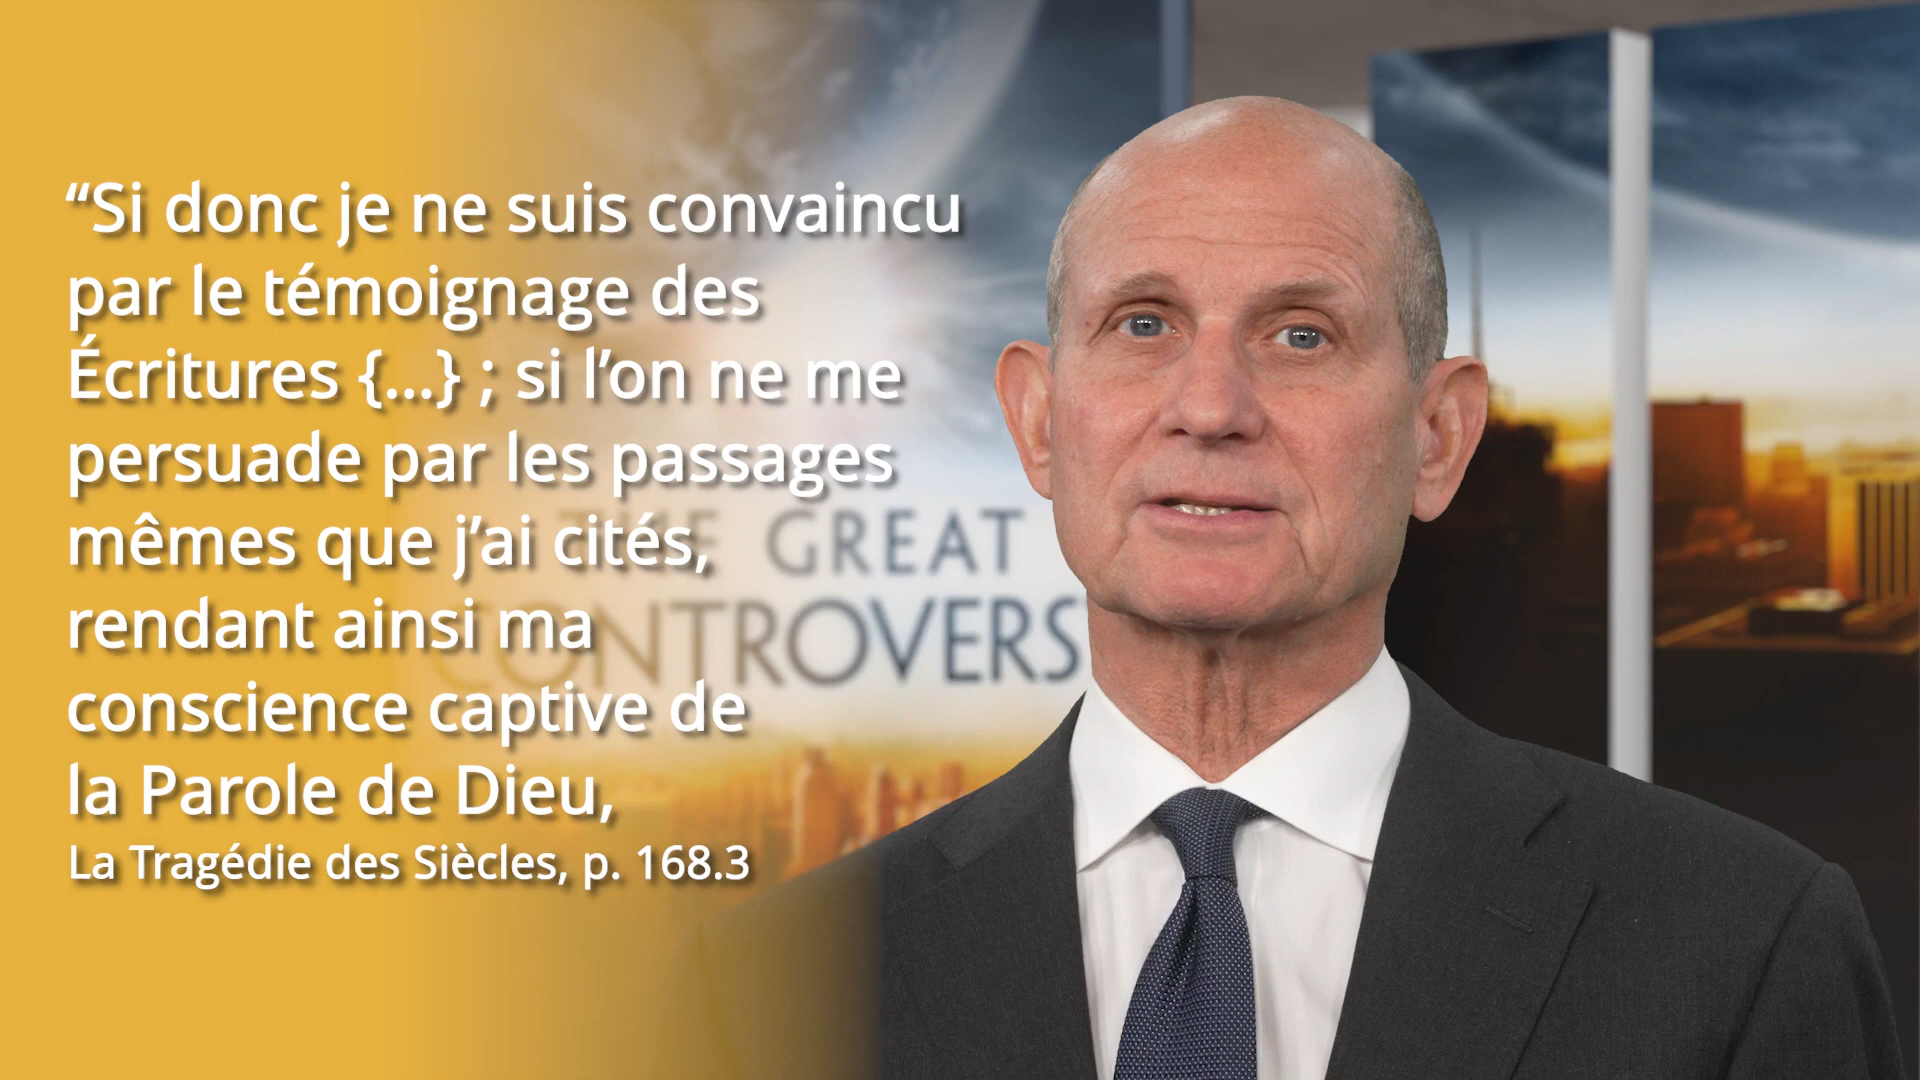 “Si donc je ne suis convaincu
par le témoignage des
Écritures {...} ; si l’on ne me
persuade par les passages
mêmes que j’ai cités,
rendant ainsi ma
conscience captive de
la Parole de Dieu,
La Tragédie des Siècles, p. 168.3
THE GREAT
CONTROVERS